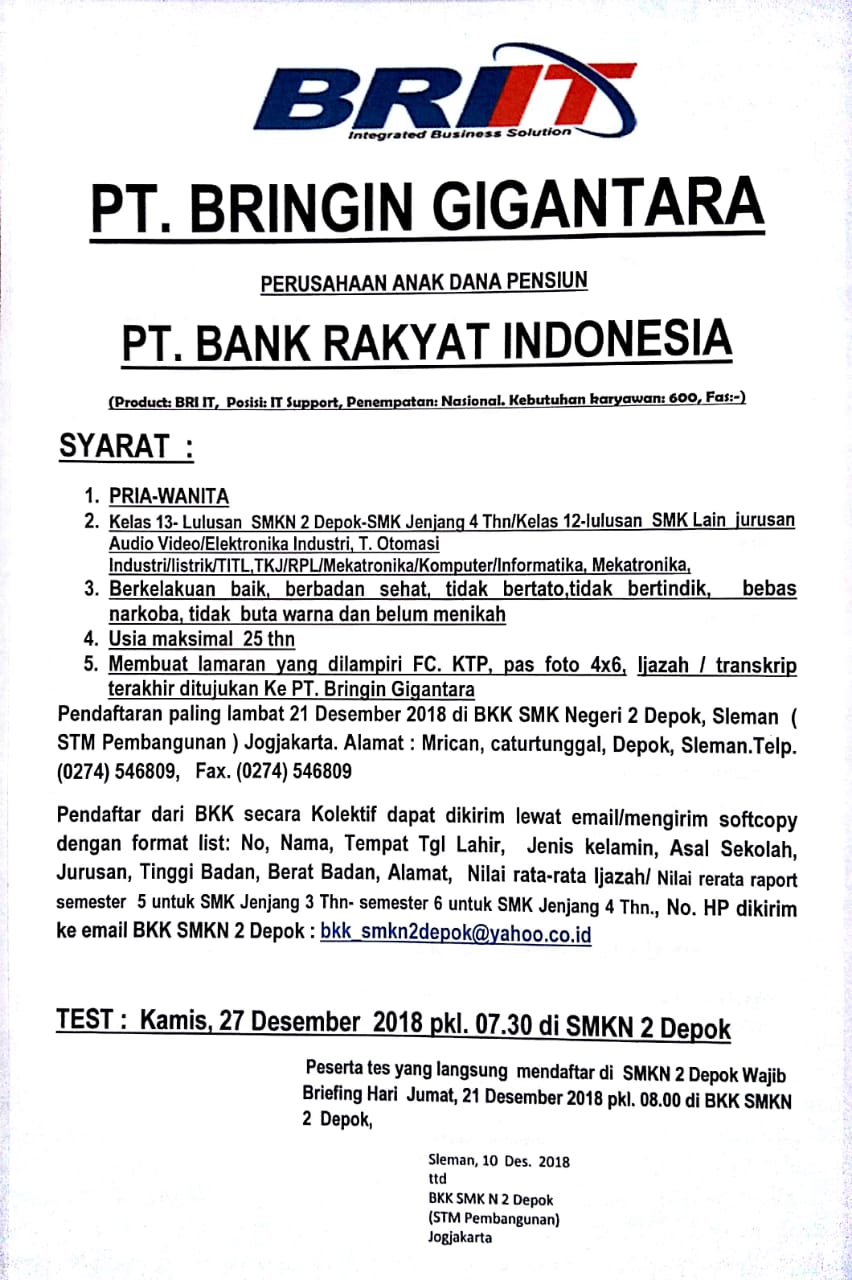 BRIIT
Integrated Business Solution
PT. BRINGIN GIGANTARA
PERUSAHAAN ANAK DANA PENSIUN
PT. BANK RAKYAT INDONESIA
(Product: BRI IT, Posisi: IT Support, Penempatan: Nasional. Kebutuhan karyawan: 600, Fas:-)
SYARAT :
1. PRIA-WANITA
2. Kelas 13- Lulusan SMKN 2 Depok-SMK Jenjang 4 Thn/Kelas 12-lulusan SMK Lain jurusan
Audio Video/Elektronika Industri, T. Otomasi
Industri/listrik/TITL,TKJ/RPL/Mekatronika/Komputer/Informatika, Mekatronika,
3. Berkelakuan baik, berbadan sehat, tidak bertato,tidak bertindik, bebas
narkoba, tidak buta warna dan belum menikah
4. Usia maksimal 25 thn
5. Membuat lamaran yang dilampiri FC. KTP, pas foto 4x6, Ijazah / transkrip
terakhir ditujukan Ke PT. Bringin Gigantara
Pendaftaran paling lambat 21 Desember 2018 di BKK SMK Negeri 2 Depok, Sleman (
STM Pembangunan ) Jogjakarta. Alamat : Mrican, caturtunggal, Depok, Sleman.Telp.
(0274) 546809, Fax. (0274) 546809
Pendaftar dari BKK secara Kolektif dapat dikirim lewat email/mengirim softcopy
dengan format list: No, Nama, Tempat Tgl Lahir, Jenis kelamin, Asal Sekolah,
Jurusan, Tinggi Badan, Berat Badan, Alamat, Nilai rata-rata Ijazah/ Nilai rerata raport
semester 5 untuk SMK Jenjang 3 Thn- semester 6 untuk SMK Jenjang 4 Thn., No. HP dikirim
ke email BKK SMKN 2 Depok : bkk_smkn2depok@yahoo.co.id
TEST : Kamis, 27 Desember 2018 pkl. 07.30 di SMKN 2 Depok
Peserta tes yang langsung mendaftar di SMKN 2 Depok Wajib
Briefing Hari Jumat, 21 Desember 2018 pkl. 08.00 di BKK SMKN
2 Depok,
Sleman, 10 Des. 2018
ttd
BKK SMK N 2 Depok
(STM Pembangunan)
Jogjakarta